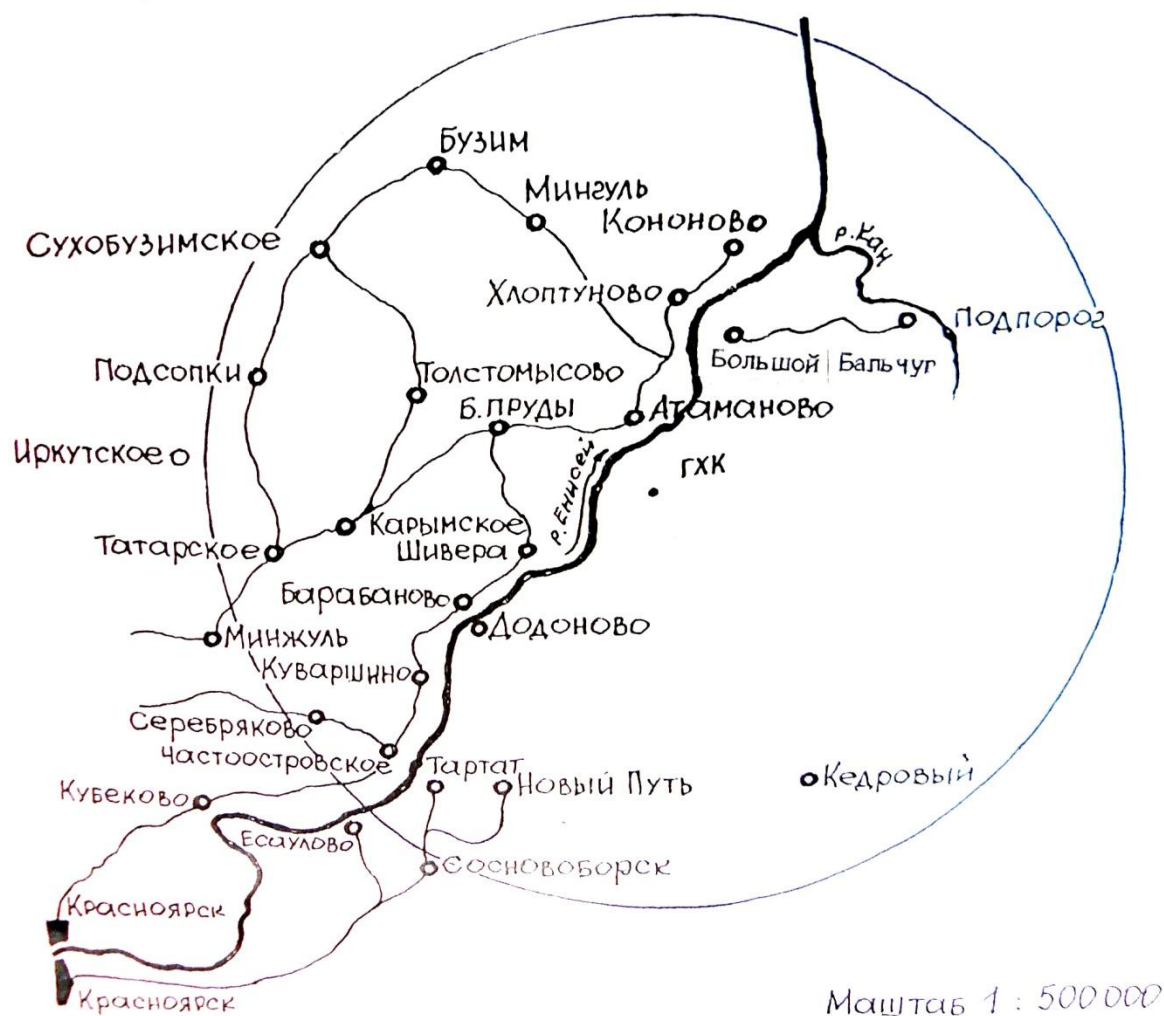 Бузим
Мингуль
Кононово
Сухобузимское
р. Кан
Хлоптуново
Подпорог
Большой Бальчуг
Подсопки
Толстомысово
Б. Пруды
Атаманово
Иркутское
р. Енисей
ГХК
Карымское
Татарское
Шивера
Барабаново
Додоново
Минжуль
Куваршино
Серебряково
Частоостровское
Тартат
Новый Путь
Кедровый
Кубеково
Есаулово
Сосновоборск
Красноярск
Красноярск
Маштаб 1 : 500 000